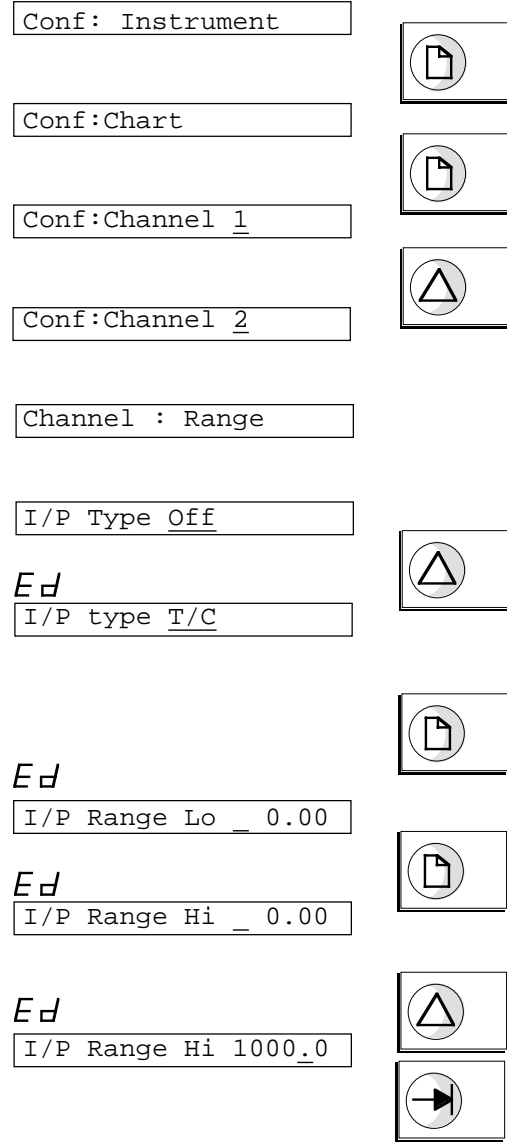 Conf: Instrument
Conf:Chart
Conf:Channel 1
Conf:Channel 2
Channel : Range
I/P Type Off
Ed
I/P type T/C
Ed
I/P Range Lo _ 0.00
Ed
I/P Range Hi _ 0.00
Ed
I/P Range Hi 1000.0